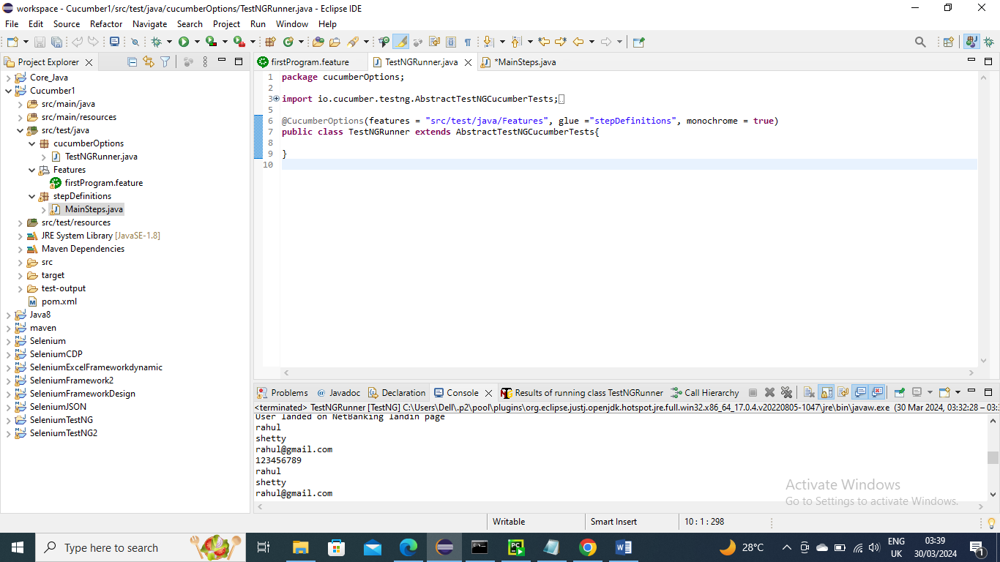 workspace - Cucumber1/src/test/java/cucumberOptions/TestNGRunner.java - Eclipse IDE
File Edit Source Refactor Navigate Search Project Run Window Help
Project Explorer
Core_Java
Cucumber1
src/main/java
src/main/resources
src/test/java
cucumberOptions
TestNGRunner.java
Features
firstProgram.feature
stepDefinitions
MainSteps.java
src/test/resources
JRE System Library [JavaSE-1.8]
Maven Dependencies
src
target
test-output
pom.xml
Java8
maven
Selenium
SeleniumCDP
SeleniumExcelFrameworkdynamic
SeleniumFramework2
SeleniumFrameworkDesign
SeleniumJSON
SeleniumTestNG
SeleniumTestNG2
firstProgram.feature TestNGRunner.java *MainSteps.java
1 package cucumberOptions;
2
3 import io.cucumber.testng.AbstractTestNGCucumberTests;
5
6 @CucumberOptions(features = "src/test/java/Features", glue ="stepDefinitions", monochrome = true)
7 public class TestNGRunner extends AbstractTestNGCucumberTests{
8
9 }
10
Problems @ Javadoc Declaration Console Results of running class TestNGRunner Call Hierarchy
<terminated> TestNGRunner [TestNG] C:\Users\Dell\.p2\pool\plugins\org.eclipse.justj.openjdk.hotspot.jre.full.win32.x86_64_17.0.4.v20220805-1047\jre\bin\javaw.exe (30 Mar 2024, 03:32:28 – 03:
User landed on NetBanking landin page
rahul
shetty
rahul@gmail.com
123456789
rahul
shetty
rahul@gmail.com
Activate Windows
Go to Settings to activate Windows.
Writable Smart Insert 10 : 1 : 298
Type here to search
28°C
ENG
UK
03:39
30/03/2024
1